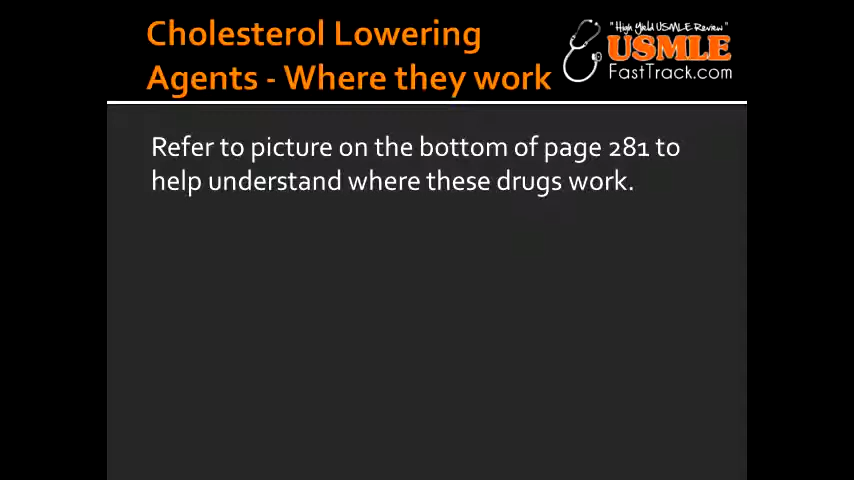 Cholesterol Lowering
Agents - Where they work
"High Yield USMLE Review"
USMLE
FastTrack.com
Refer to picture on the bottom of page 281 to
help understand where these drugs work.